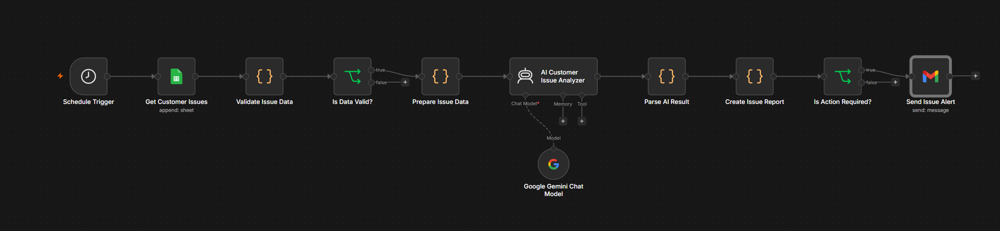 true
false
Schedule Trigger
Get Customer Issues
append: sheet
Validate Issue Data
Is Data Valid?
Prepare Issue Data
AI Customer
Issue Analyzer
Chat Model*
Memory
Tool
Model
Google Gemini Chat
Model
Parse AI Result
Create Issue Report
true
false
Is Action Required?
Send Issue Alert
send: message